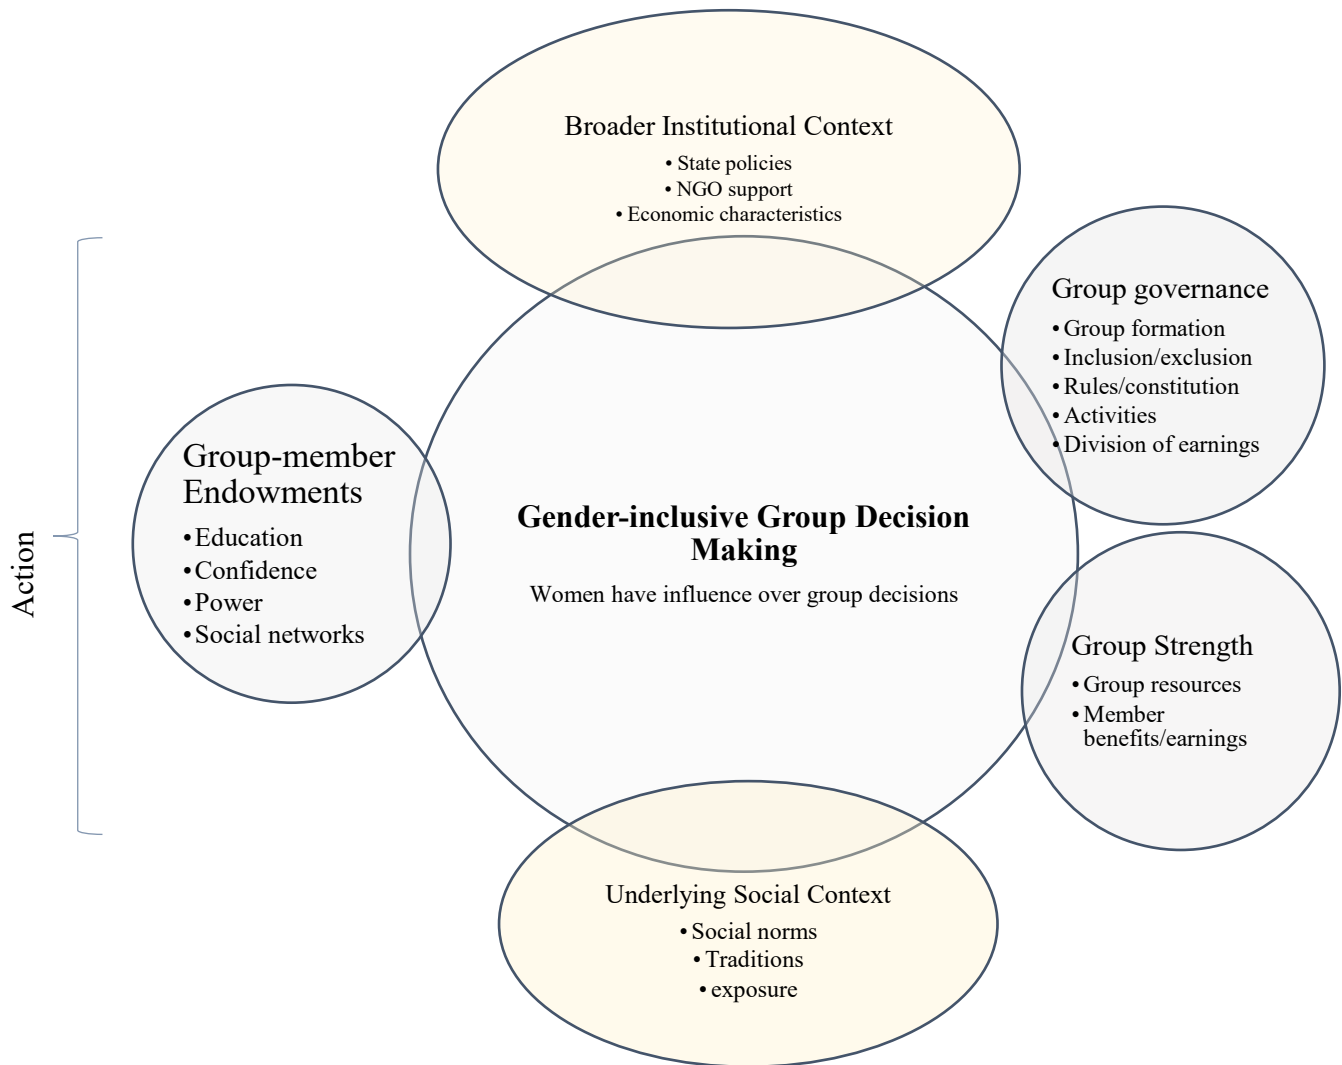 Broader Institutional Context
• State policies
• NGO support
• Economic characteristics
Group governance
• Group formation
• Inclusion/exclusion
• Rules/constitution
• Activities
• Division of earnings
Action
Group-member
Endowments
• Education
• Confidence
• Power
• Social networks
Gender-inclusive Group Decision
Making
Women have influence over group decisions
Group Strength
• Group resources
• Member
benefits/earnings
Underlying Social Context
• Social norms
• Traditions
• exposure